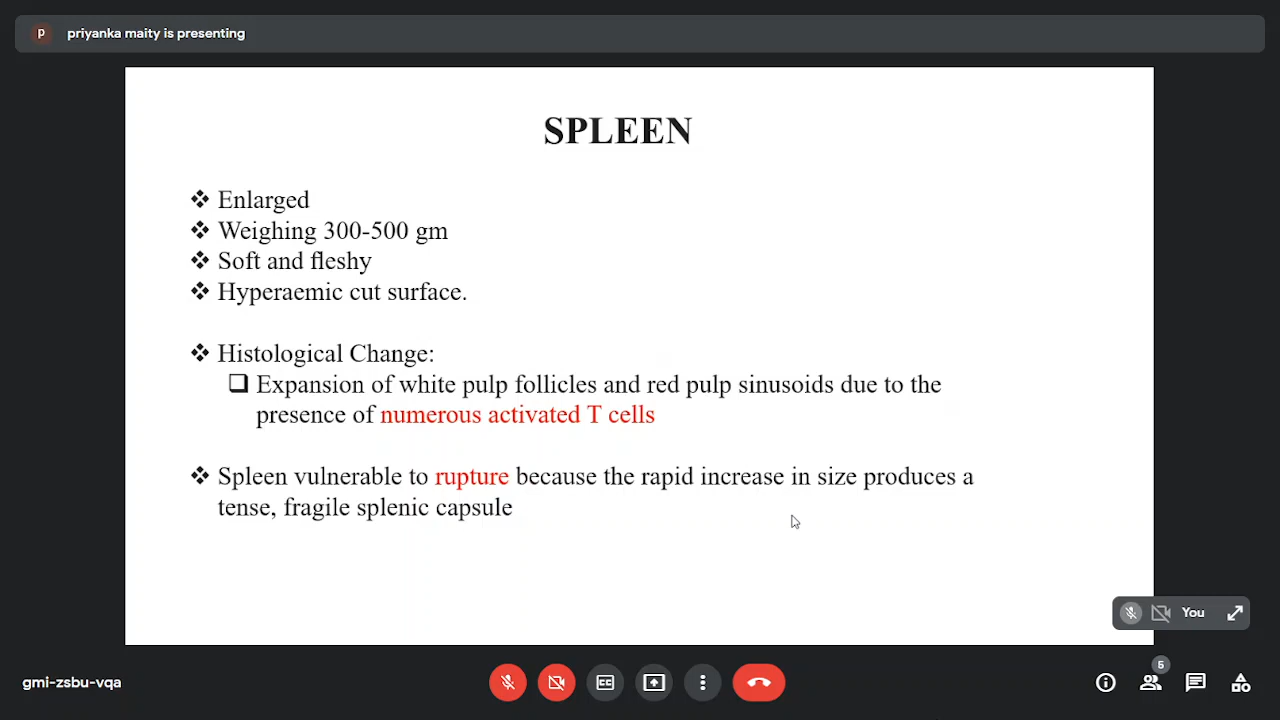 p priyanka maity is presenting
SPLEEN
❖ Enlarged
❖ Weighing 300-500 gm
❖ Soft and fleshy
❖ Hyperaemic cut surface.
❖ Histological Change:
❑ Expansion of white pulp follicles and red pulp sinusoids due to the
presence of numerous activated T cells
❖ Spleen vulnerable to rupture because the rapid increase in size produces a
tense, fragile splenic capsule
You
gmi-zsbu-vqa
CC
5